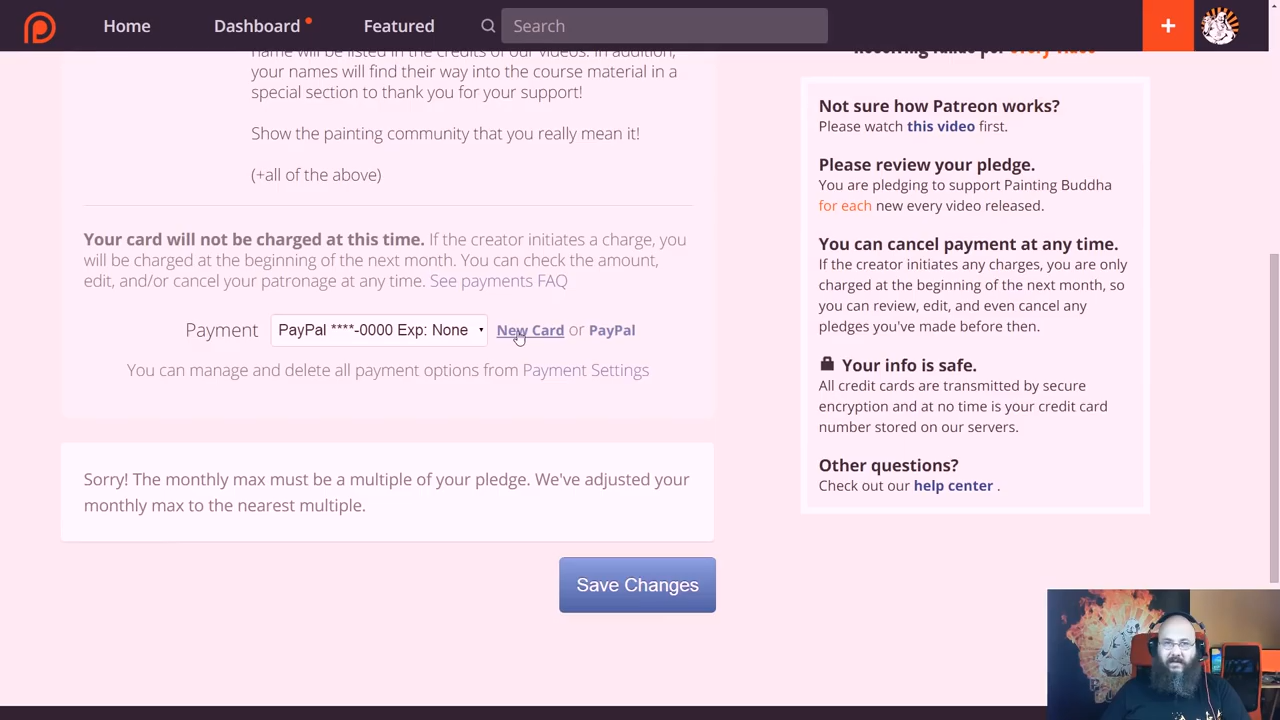 Home
Dashboard
Featured
Search
+
name will be listed in the credits of our videos. In addition,
your names will find their way into the course material in a
special section to thank you for your support!
Show the painting community that you really mean it!
(+all of the above)
Your card will not be charged at this time. If the creator initiates a charge, you
will be charged at the beginning of the next month. You can check the amount,
edit, and/or cancel your patronage at any time. See payments FAQ
Payment PayPal ****-0000 Exp: None New Card or PayPal
You can manage and delete all payment options from Payment Settings
Sorry! The monthly max must be a multiple of your pledge. We've adjusted your
monthly max to the nearest multiple.
Save Changes
Receiving funds per every video
Not sure how Patreon works?
Please watch this video first.
Please review your pledge.
You are pledging to support Painting Buddha
for each new every video released.
You can cancel payment at any time.
If the creator initiates any charges, you are only
charged at the beginning of the next month, so
you can review, edit, and even cancel any
pledges you've made before then.
Your info is safe.
All credit cards are transmitted by secure
encryption and at no time is your credit card
number stored on our servers.
Other questions?
Check out our help center .